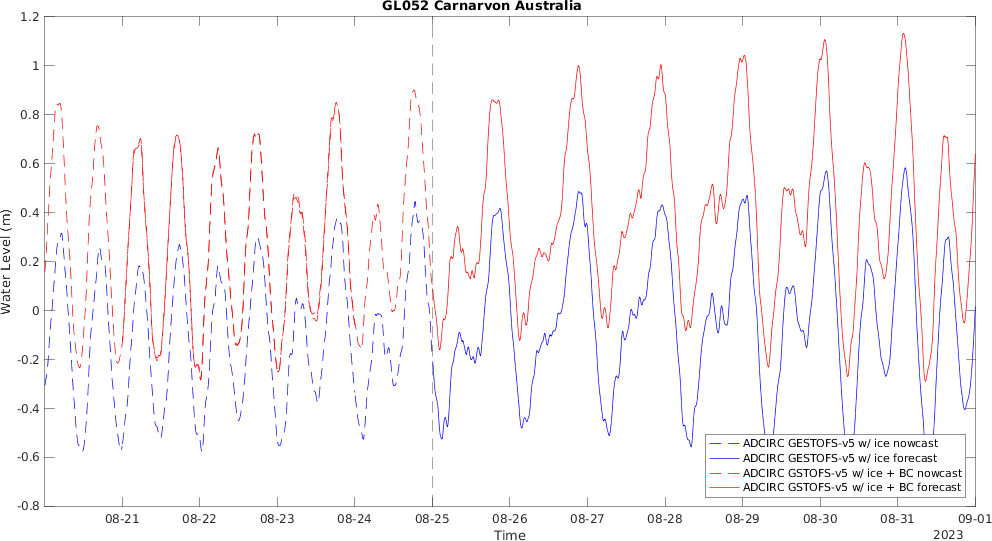 GL052 Carnarvon Australia
1.2
1
0.8
0.6
0.4
0.2
0
-0.2
-0.4
-0.6
-0.8
Water Level (m)
ADCIRC GESTOFS-v5 w/ ice nowcast
ADCIRC GESTOFS-v5 w/ ice forecast
ADCIRC GSTOFS-v5 w/ ice + BC nowcast
ADCIRC GSTOFS-v5 w/ ice + BC forecast
08-21 08-22 08-23 08-24 08-25 08-26 08-27 08-28 08-29 08-30 08-31 09-01
Time
2023